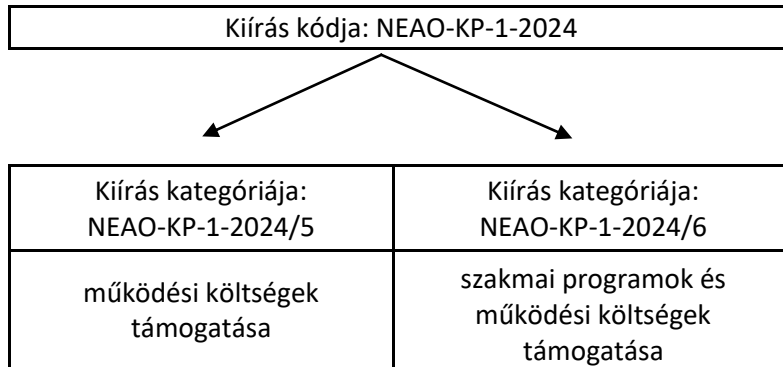 Kiírás kódja: NEAO-KP-1-2024
Kiírás kategóriája:
NEAO-KP-1-2024/5
Kiírás kategóriája:
NEAO-KP-1-2024/6
működési költségek
támogatása
szakmai programok és
működési költségek
támogatása